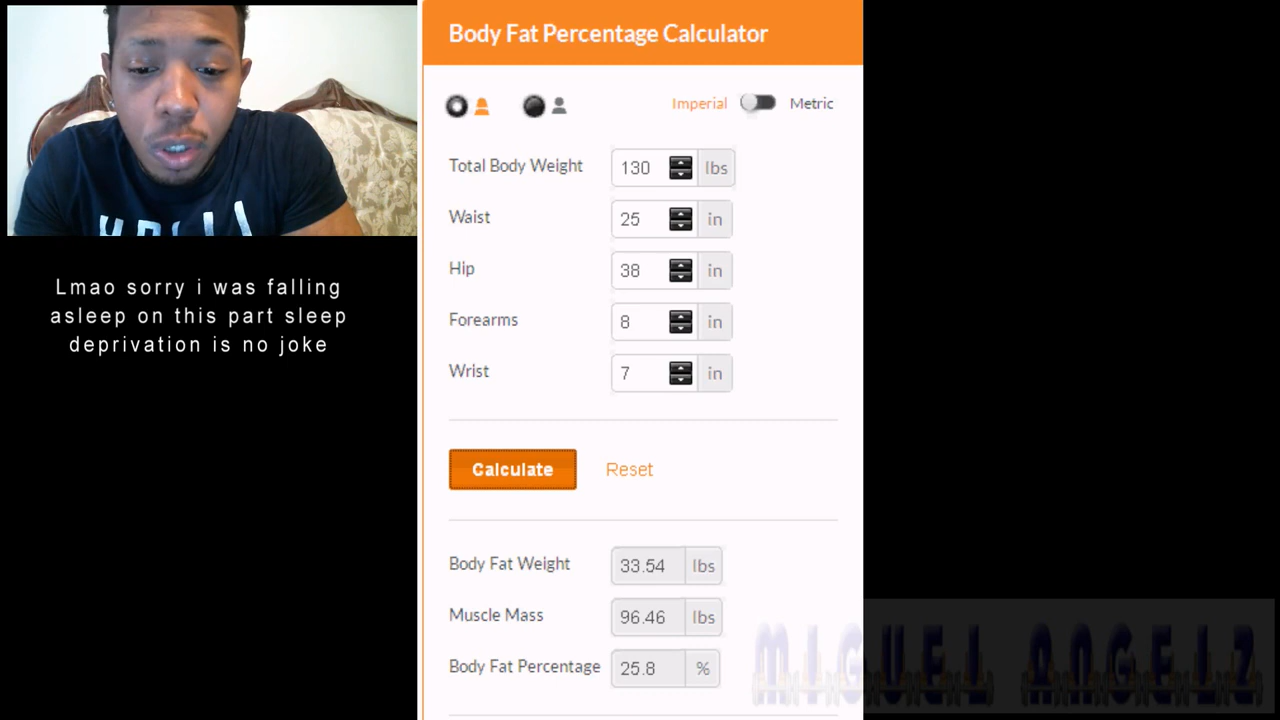 Body Fat Percentage Calculator
Imperial Metric
Total Body Weight 130 lbs
Waist 25 in
Hip 38 in
Forearms 8 in
Wrist 7 in
Calculate Reset
Body Fat Weight 33.54 lbs
Muscle Mass 96.46 lbs
Body Fat Percentage 25.8 %
Lmao sorry i was falling
asleep on this part sleep
deprivation is no joke
MIGUEL ANGELZ